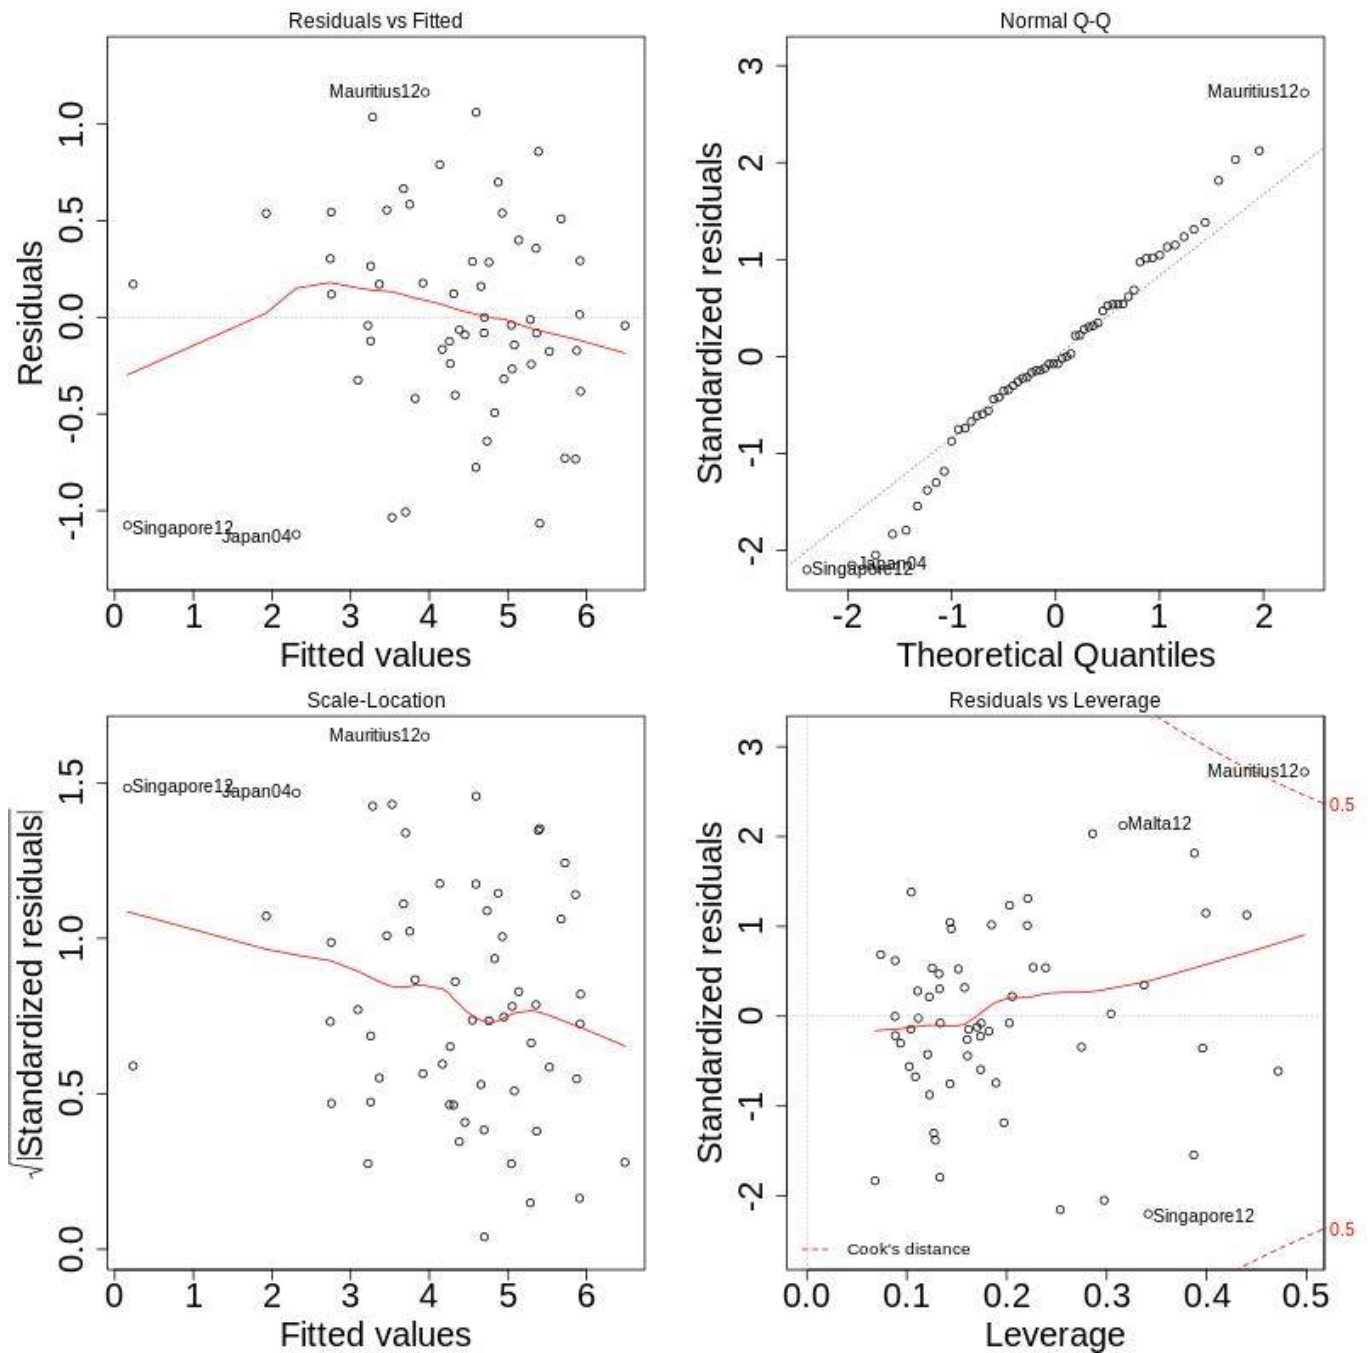 Residuals vs Fitted
Residuals
1.0
0.5
0.0
-0.5
-1.0
Mauritius12
Singapore12
Japan04
0 1 2 3 4 5 6
Fitted values
Normal Q-Q
Standardized residuals
3
2
1
0
-1
-2
Mauritius12
Japan04
Singapore12
-2 -1 0 1 2
Theoretical Quantiles
Scale-Location
√|Standardized residuals|
1.5
1.0
0.5
0.0
Mauritius12
Singapore12
Japan04
0 1 2 3 4 5 6
Fitted values
Residuals vs Leverage
Standardized residuals
3
2
1
0
-1
-2
Mauritius12
0.5
Malta12
Singapore12
0.5
Cook's distance
0.0 0.1 0.2 0.3 0.4 0.5
Leverage